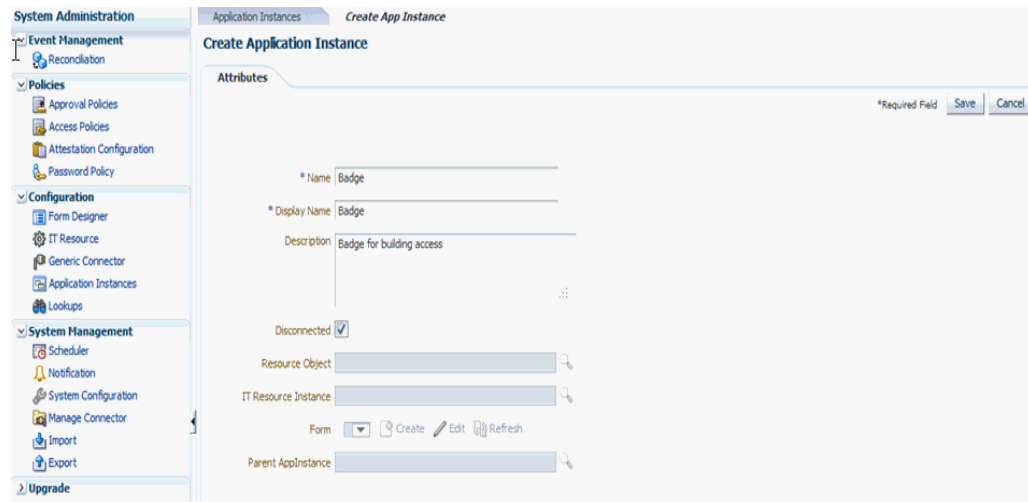 System Administration
Event Management
Reconciliation
Policies
Approval Policies
Access Policies
Attestation Configuration
Password Policy
Configuration
Form Designer
IT Resource
Generic Connector
Application Instances
Lookups
System Management
Scheduler
Notification
System Configuration
Manage Connector
Import
Export
Upgrade
Application Instances
Create App Instance
Create Application Instance
Attributes
*Required Field Save Cancel
* Name Badge
* Display Name Badge
Description Badge for building access
Disconnected
Resource Object
IT Resource Instance
Form Create Edit Refresh
Parent AppInstance